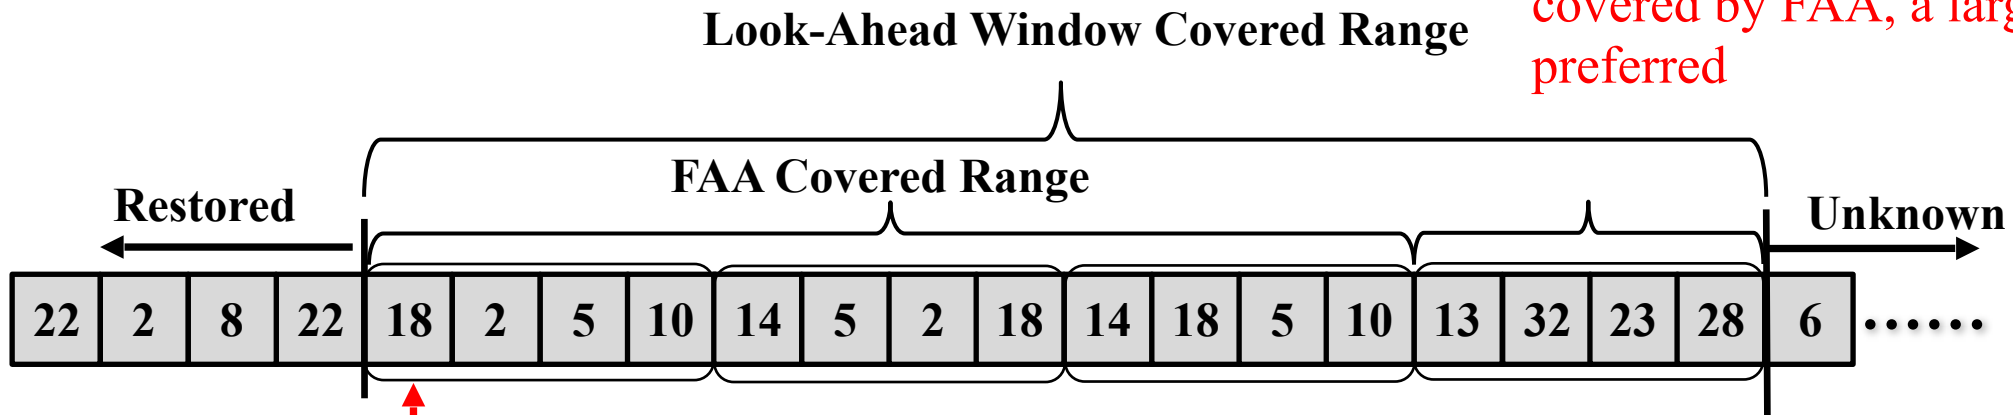 covered by FAA, a larg
Look-Ahead Window Covered Range
preferred
FAA Covered Range
Restored
Unknown
22 2 8 22 18 2 5 10 14 5 2 18 14 18 5 10 13 32 23 28 6 ······